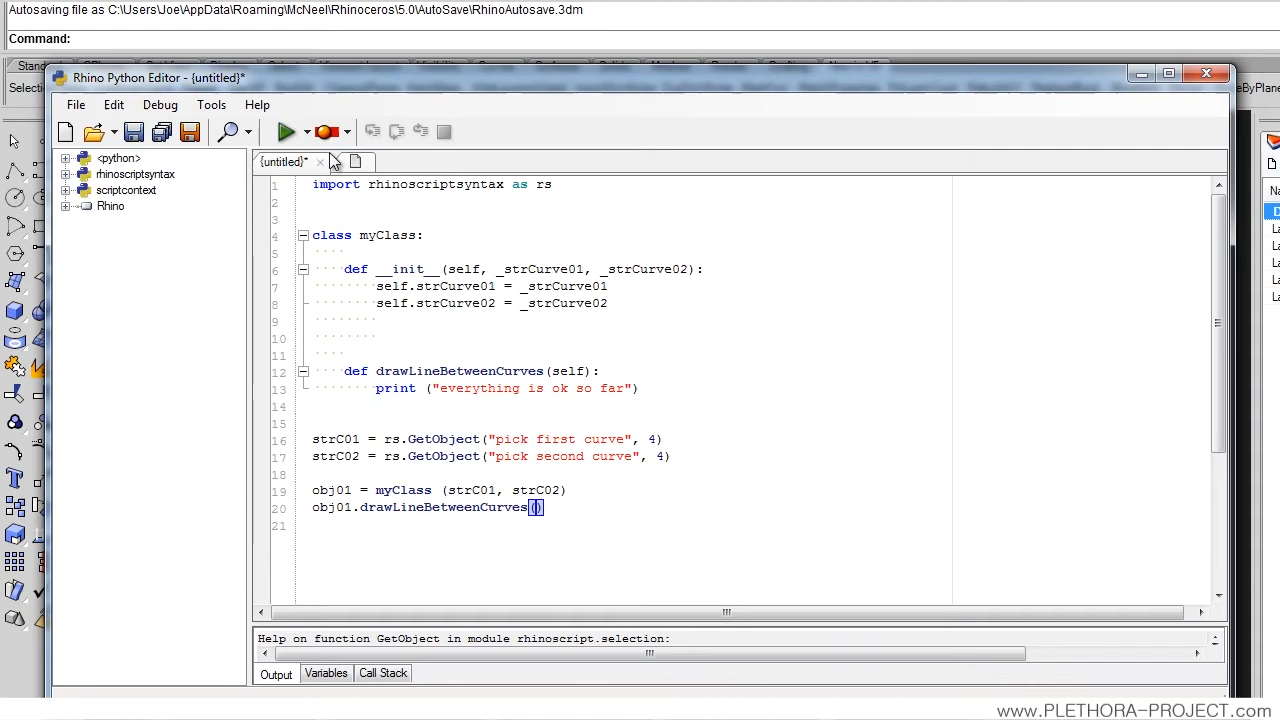 Autosaving file as C:\Users\Joe\AppData\Roaming\McNeel\Rhinoceros\5.0\AutoSave\RhinoAutosave.3dm
Command:
Rhino Python Editor - {untitled}*
Selectio
ByPlane
File Edit Debug Tools Help
<python>
rhinoscriptsyntax
scriptcontext
Rhino
{untitled}*
1 import rhinoscriptsyntax as rs
2
3
4 class myClass:
5
6 def __init__(self, _strCurve01, _strCurve02):
7 self.strCurve01 = _strCurve01
8 self.strCurve02 = _strCurve02
9
10
11
12 def drawLineBetweenCurves(self):
13 print ("everything is ok so far")
14
15
16 strC01 = rs.GetObject("pick first curve", 4)
17 strC02 = rs.GetObject("pick second curve", 4)
18
19 obj01 = myClass (strC01, strC02)
20 obj01.drawLineBetweenCurves()
21
Help on function GetObject in module rhinoscript.selection:
Output Variables Call Stack
www.PLETHORA-PROJECT.com